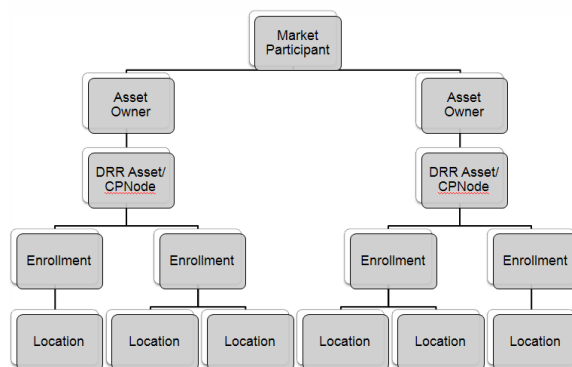 Market
Participant
Asset
Owner
Asset
Owner
DRR Asset/
CPNode
DRR Asset/
CPNode
Enrollment
Enrollment
Enrollment
Enrollment
Location
Location
Location
Location
Location
Location